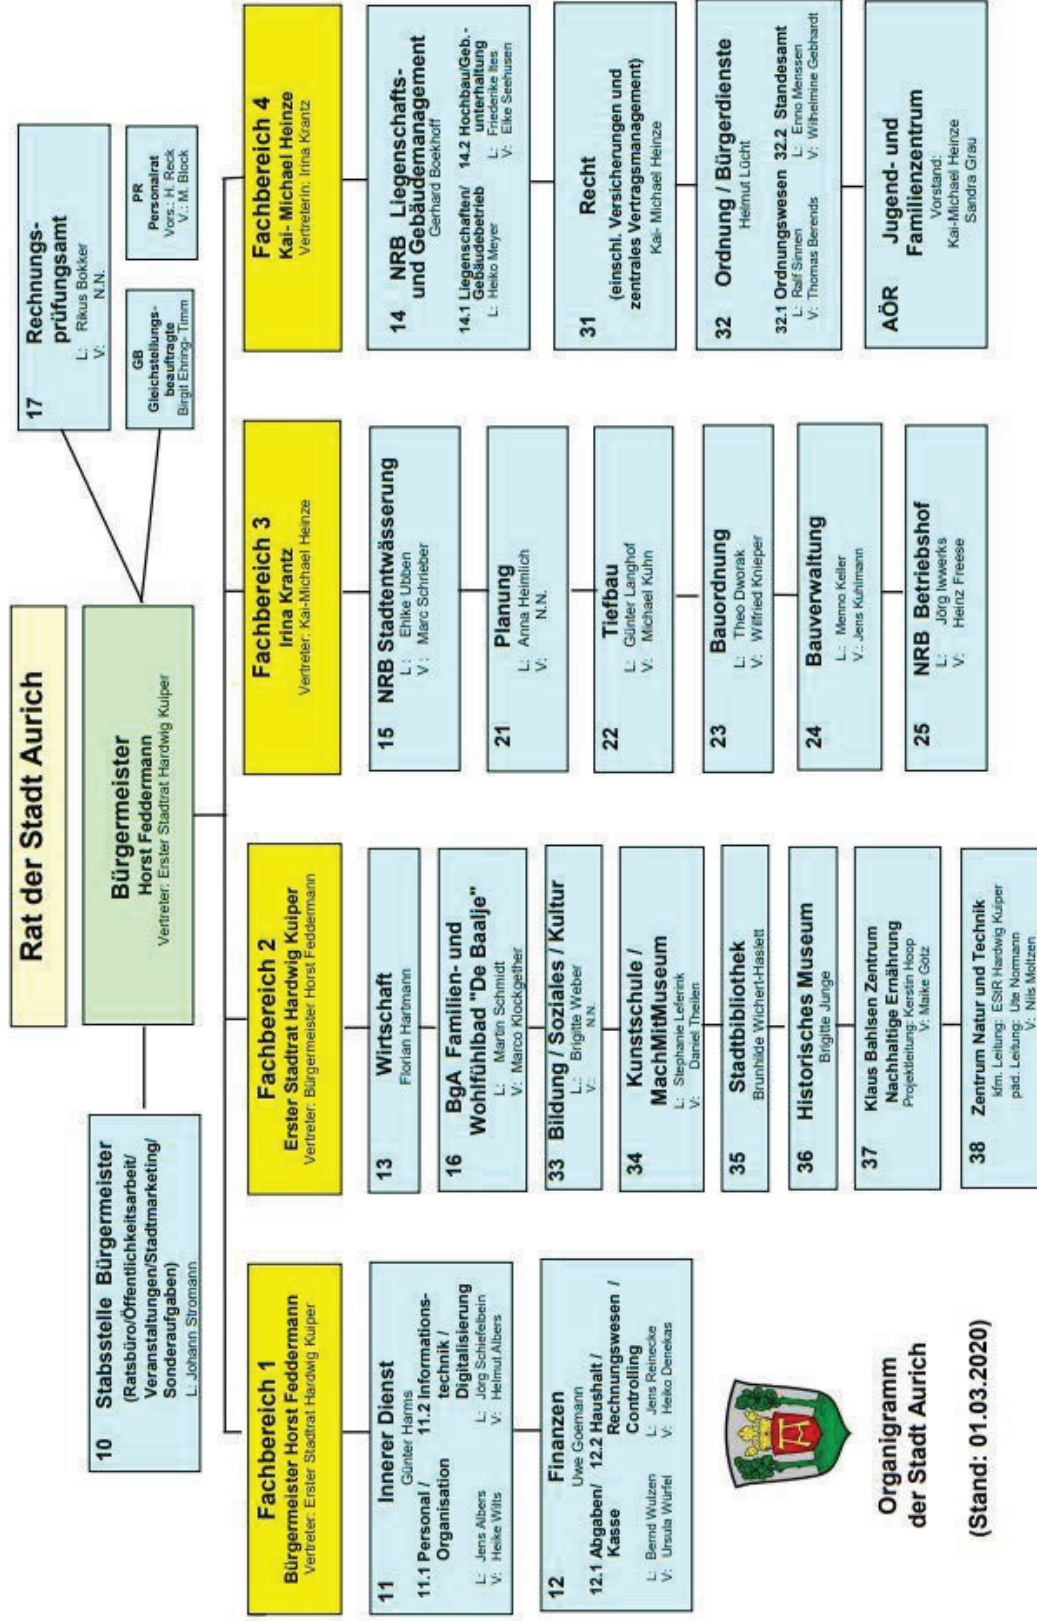 Rat der Stadt Aurich
Bürgermeister
Horst Feddermann
Vertreter: Erster Stadtrat Hardwig Kuiper
10 Stabsstelle Bürgermeister
(Ratsbüro/Öffentlichkeitsarbeit/
Veranstaltungen/Stadtmarketing/
Sonderaufgaben)
L: Johann Stromann
17 Rechnungs-
prüfungsamt
L: Rikus Bokker
V: N.N.
GB
Gleichstellungs-
beauftragte
Birgit Ehring-Timm
PR
Personalrat
Vors.: H. Reck
V.: M. Block
Fachbereich 1
Bürgermeister Horst Feddermann
Vertreter: Erster Stadtrat Hardwig Kuiper
11 Innerer Dienst
Günter Harms
11.1 Personal /
Organisation
L: Jens Albers
V: Heike Wilts
11.2 Informations-
technik /
Digitalisierung
L: Jörg Schiefelbein
V: Helmut Albers
12 Finanzen
Uwe Goemann
12.1 Abgaben/
Kasse
L: Bernd Wulzen
V: Ursula Würfel
12.2 Haushalt /
Rechnungswesen /
Controlling
L: Jens Reinecke
V: Heiko Denekas
Fachbereich 2
Erster Stadtrat Hardwig Kuiper
Vertreter: Bürgermeister Horst Feddermann
13 Wirtschaft
Florian Hartmann
16 BgA Familien- und
Wohlfühlbad "De Baalje"
L: Martin Schmidt
V: Marco Klockgether
33 Bildung / Soziales / Kultur
L.: Brigitte Weber
V.: N.N.
34 Kunstschule /
MachMitMuseum
L: Stephanie Leferink
V: Daniel Theilen
35 Stadtbibliothek
Brunhilde Wichert-Haslett
36 Historisches Museum
Brigitte Junge
37 Klaus Bahlsen Zentrum
Nachhaltige Ernährung
Projektleitung: Kerstin Hoop
V: Maike Götz
38 Zentrum Natur und Technik
kfm. Leitung: EStR Hardwig Kuiper
päd. Leitung: Ute Normann
V: Nils Moltzen
Fachbereich 3
Irina Krantz
Vertreter: Kai-Michael Heinze
15 NRB Stadtentwässerung
L : Ehlke Ubben
V : Marc Schrieber
21 Planung
L: Anna Heimlich
V: N.N.
22 Tiefbau
L: Günter Langhof
V: Michael Kuhn
23 Bauordnung
L: Theo Dworak
V: Wilfried Knieper
24 Bauverwaltung
L.: Menno Keller
V.: Jens Kuhlmann
25 NRB Betriebshof
L: Jörg Iwwerks
V: Heinz Freese
Fachbereich 4
Kai- Michael Heinze
Vertreterin: Irina Krantz
14 NRB Liegenschafts-
und Gebäudemanagement
Gerhard Boekhoff
14.1 Liegenschaften/
Gebäudebetrieb
L: Heiko Meyer
14.2 Hochbau/Geb.-
unterhaltung
L: Friederike Ites
V: Elke Seehusen
31 Recht
(einschl. Versicherungen und
zentrales Vertragsmanagement)
Kai- Michael Heinze
32 Ordnung / Bürgerdienste
Helmut Lücht
32.1 Ordnungswesen
L: Ralf Sinnen
V: Thomas Berends
32.2 Standesamt
L: Enno Menssen
V: Wilhelmine Gebhardt
AÖR Jugend- und
Familienzentrum
Vorstand:
Kai-Michael Heinze
Sandra Grau
Organigramm
der Stadt Aurich
(Stand: 01.03.2020)